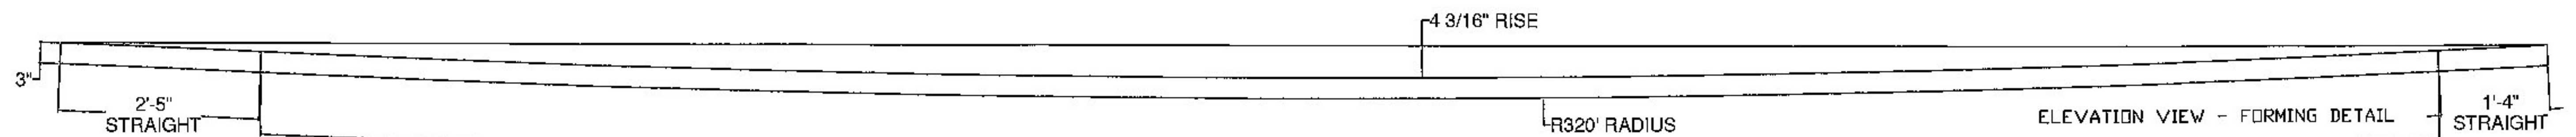 4 3/16" RISE
3"
2'-5"
STRAIGHT
R320' RADIUS
ELEVATION VIEW - FORMING DETAIL
1'-4"
STRAIGHT